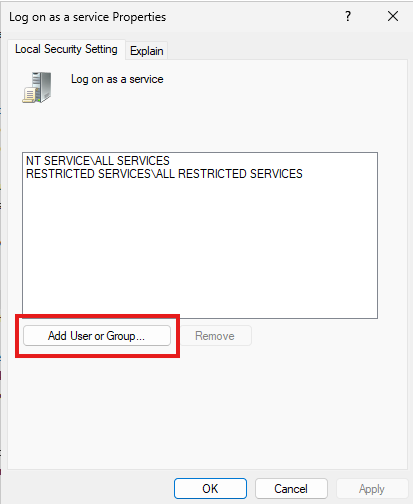 Log on as a service Properties
?
Local Security Setting
Explain
Log on as a service
NT SERVICE\ALL SERVICES
RESTRICTED SERVICES\ALL RESTRICTED SERVICES
Add User or Group...
Remove
OK
Cancel
Apply